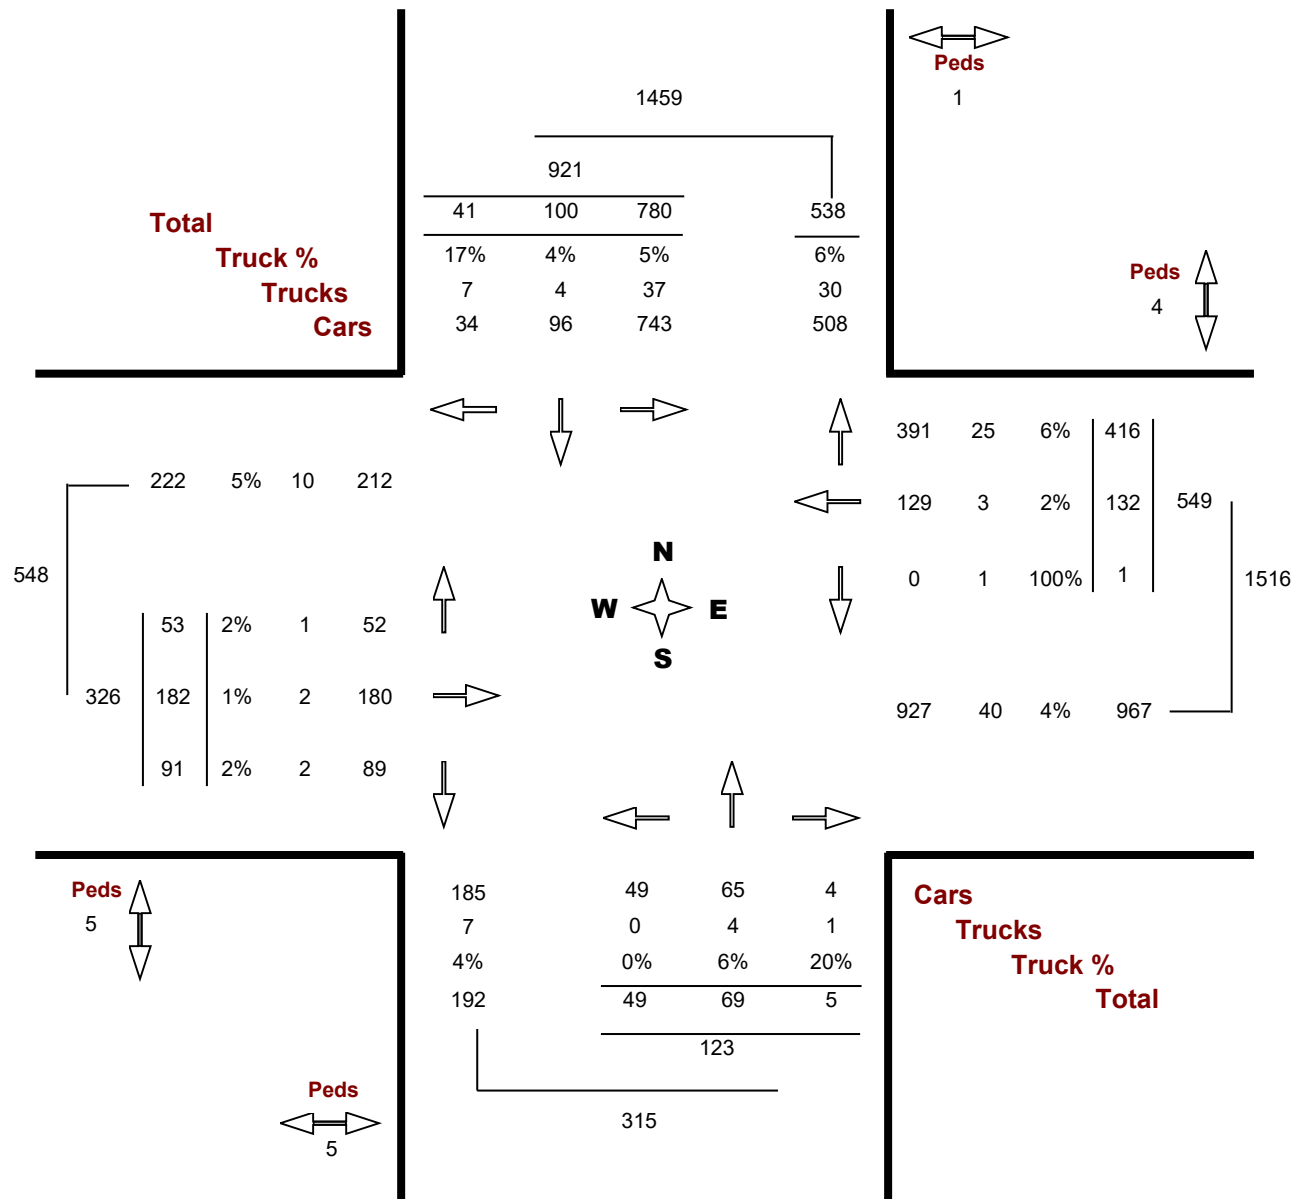 Peds
1
1459
921
41 100 780 538
Total
17% 4% 5% 6%
Truck %
7 4 37 30
Trucks
34 96 743 508
Cars
Peds
4
391 25 6% 416
222 5% 10 212
129 3 2% 132 549
N
548
0 1 100% 1 1516
W E
53 2% 1 52
S
326 182 1% 2 180
927 40 4% 967
91 2% 2 89
Peds
5
185 49 65 4
Cars
7 0 4 1
Trucks
4% 0% 6% 20%
Truck %
192 49 69 5
Total
123
Peds
5
315